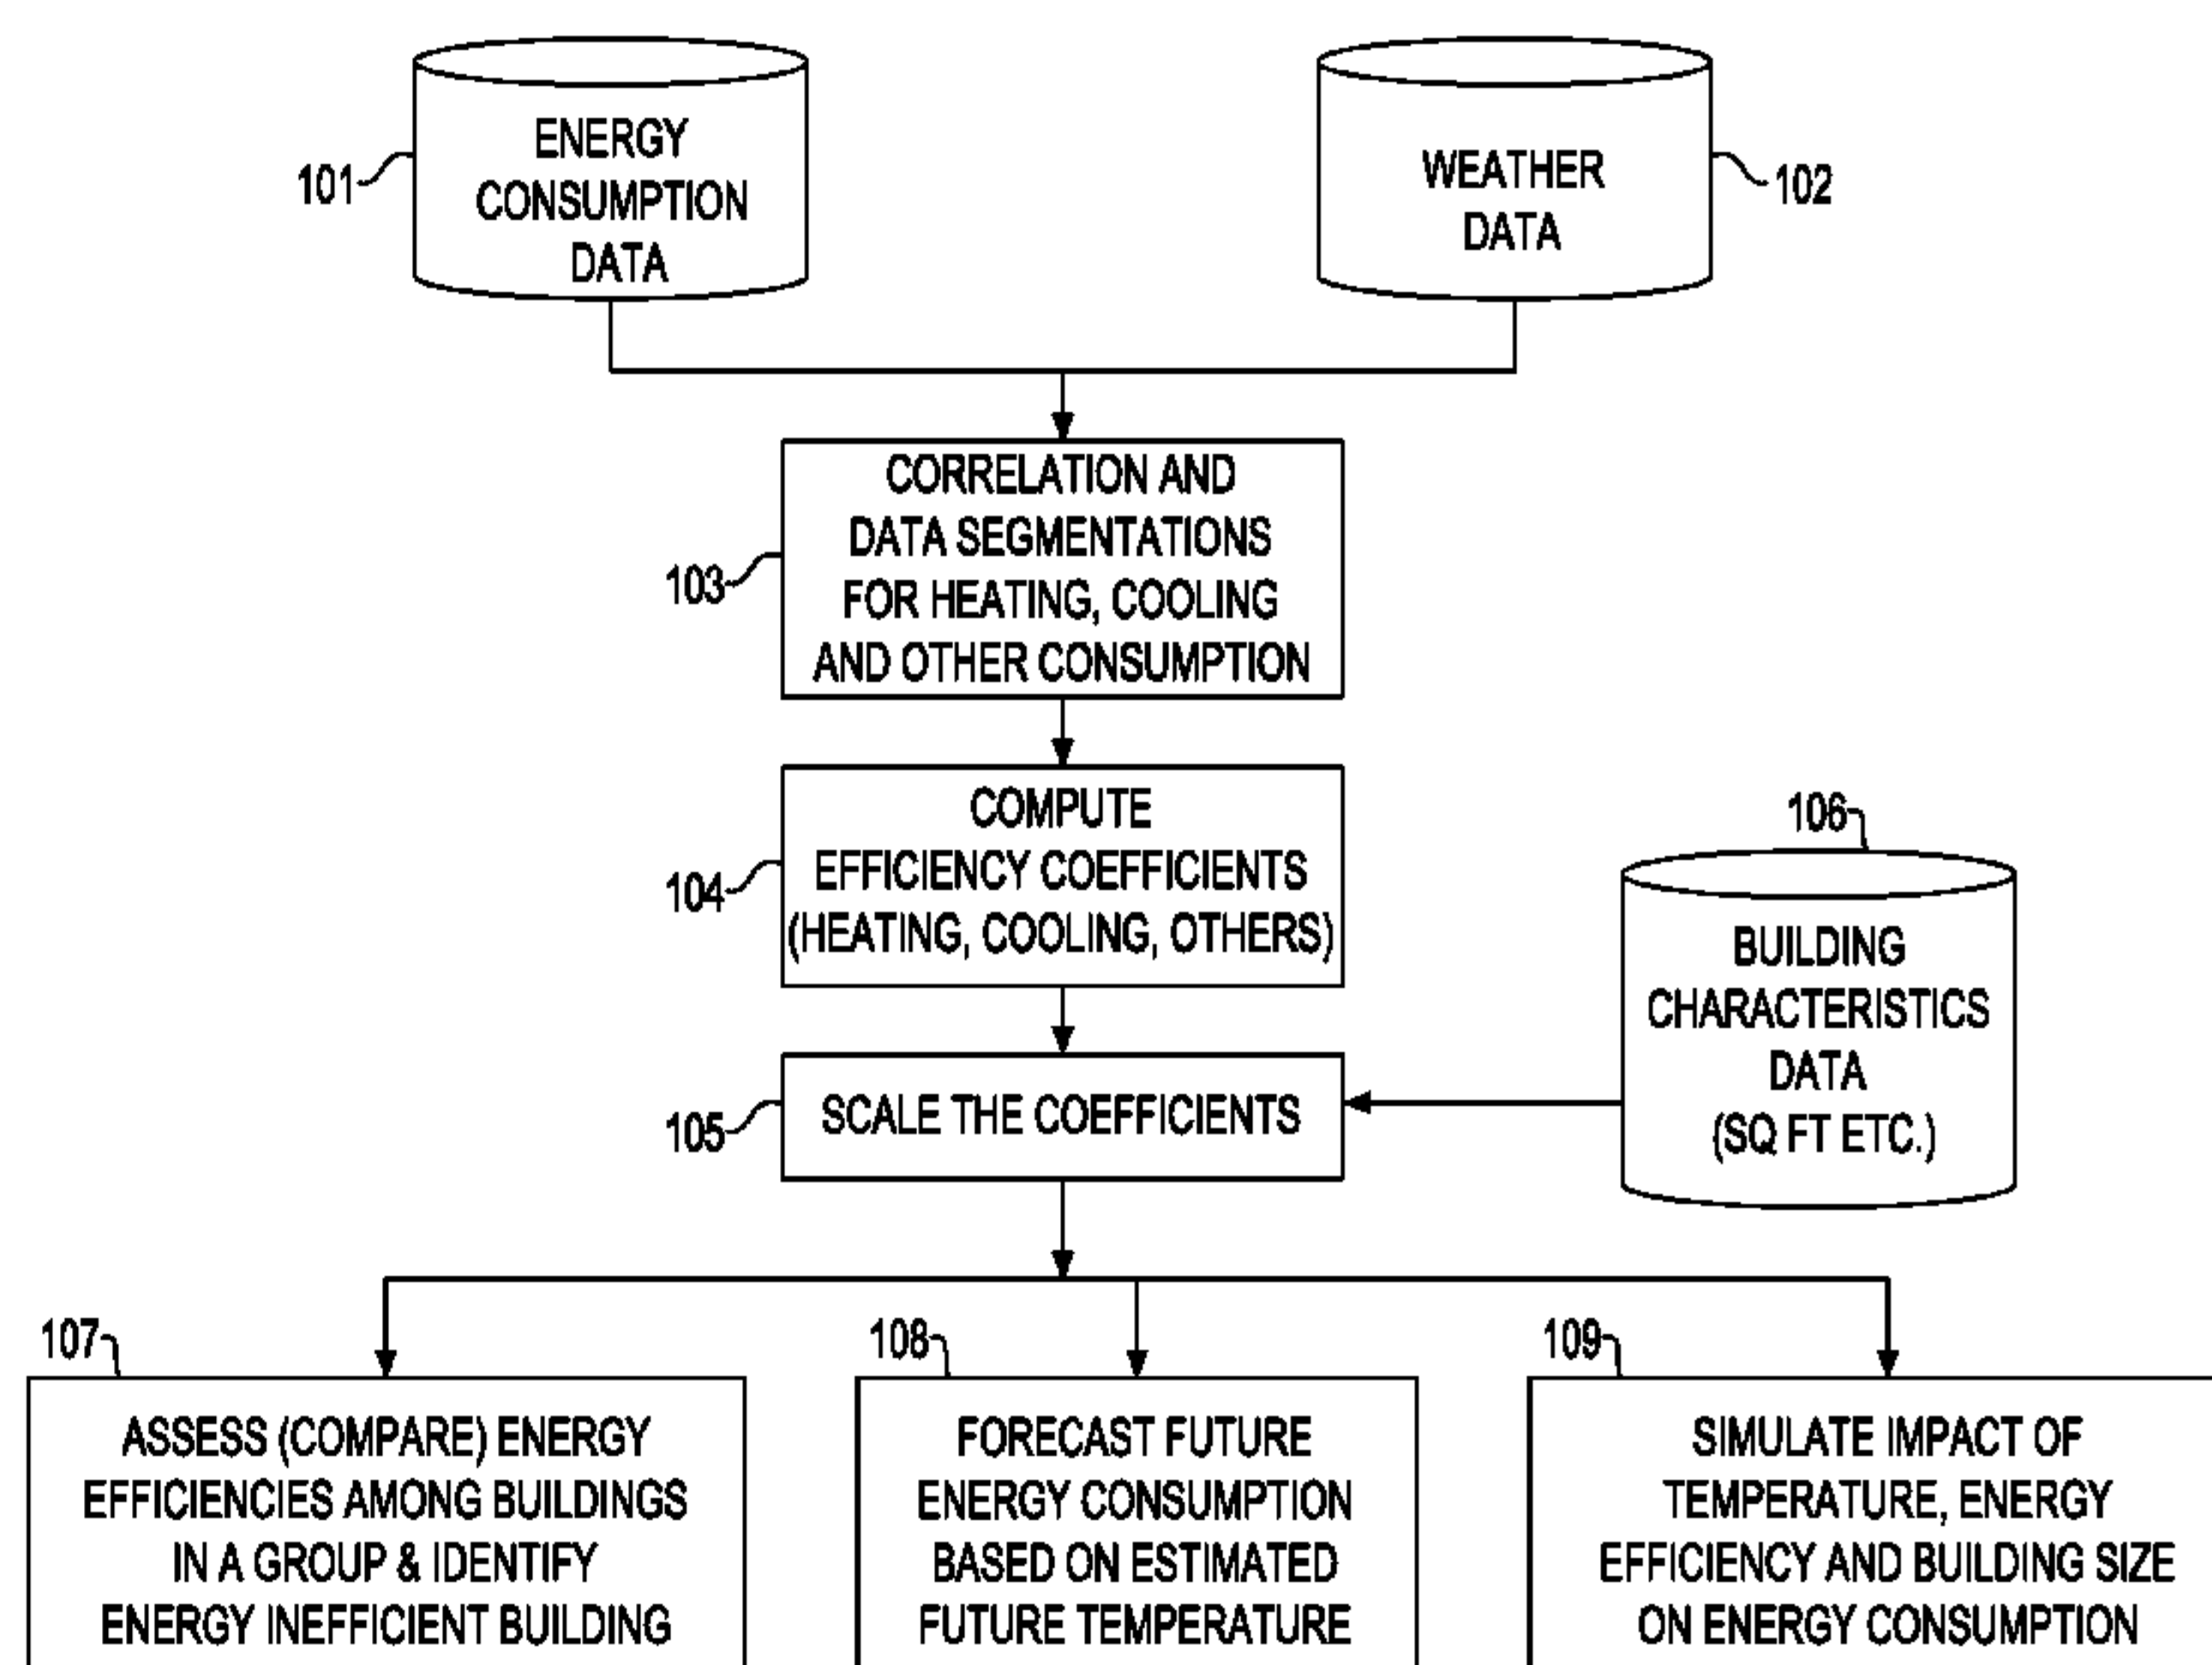 ENERGY
CONSUMPTION
DATA
101
WEATHER
DATA
102
CORRELATION AND
DATA SEGMENTATIONS
FOR HEATING, COOLING
AND OTHER CONSUMPTION
103
COMPUTE
EFFICIENCY COEFFICIENTS
(HEATING, COOLING, OTHERS)
104
106
BUILDING
CHARACTERISTICS
DATA
(SQ FT ETC.)
SCALE THE COEFFICIENTS
105
107
ASSESS (COMPARE) ENERGY
EFFICIENCIES AMONG BUILDINGS
IN A GROUP & IDENTIFY
ENERGY INEFFICIENT BUILDING
108
FORECAST FUTURE
ENERGY CONSUMPTION
BASED ON ESTIMATED
FUTURE TEMPERATURE
109
SIMULATE IMPACT OF
TEMPERATURE, ENERGY
EFFICIENCY AND BUILDING SIZE
ON ENERGY CONSUMPTION